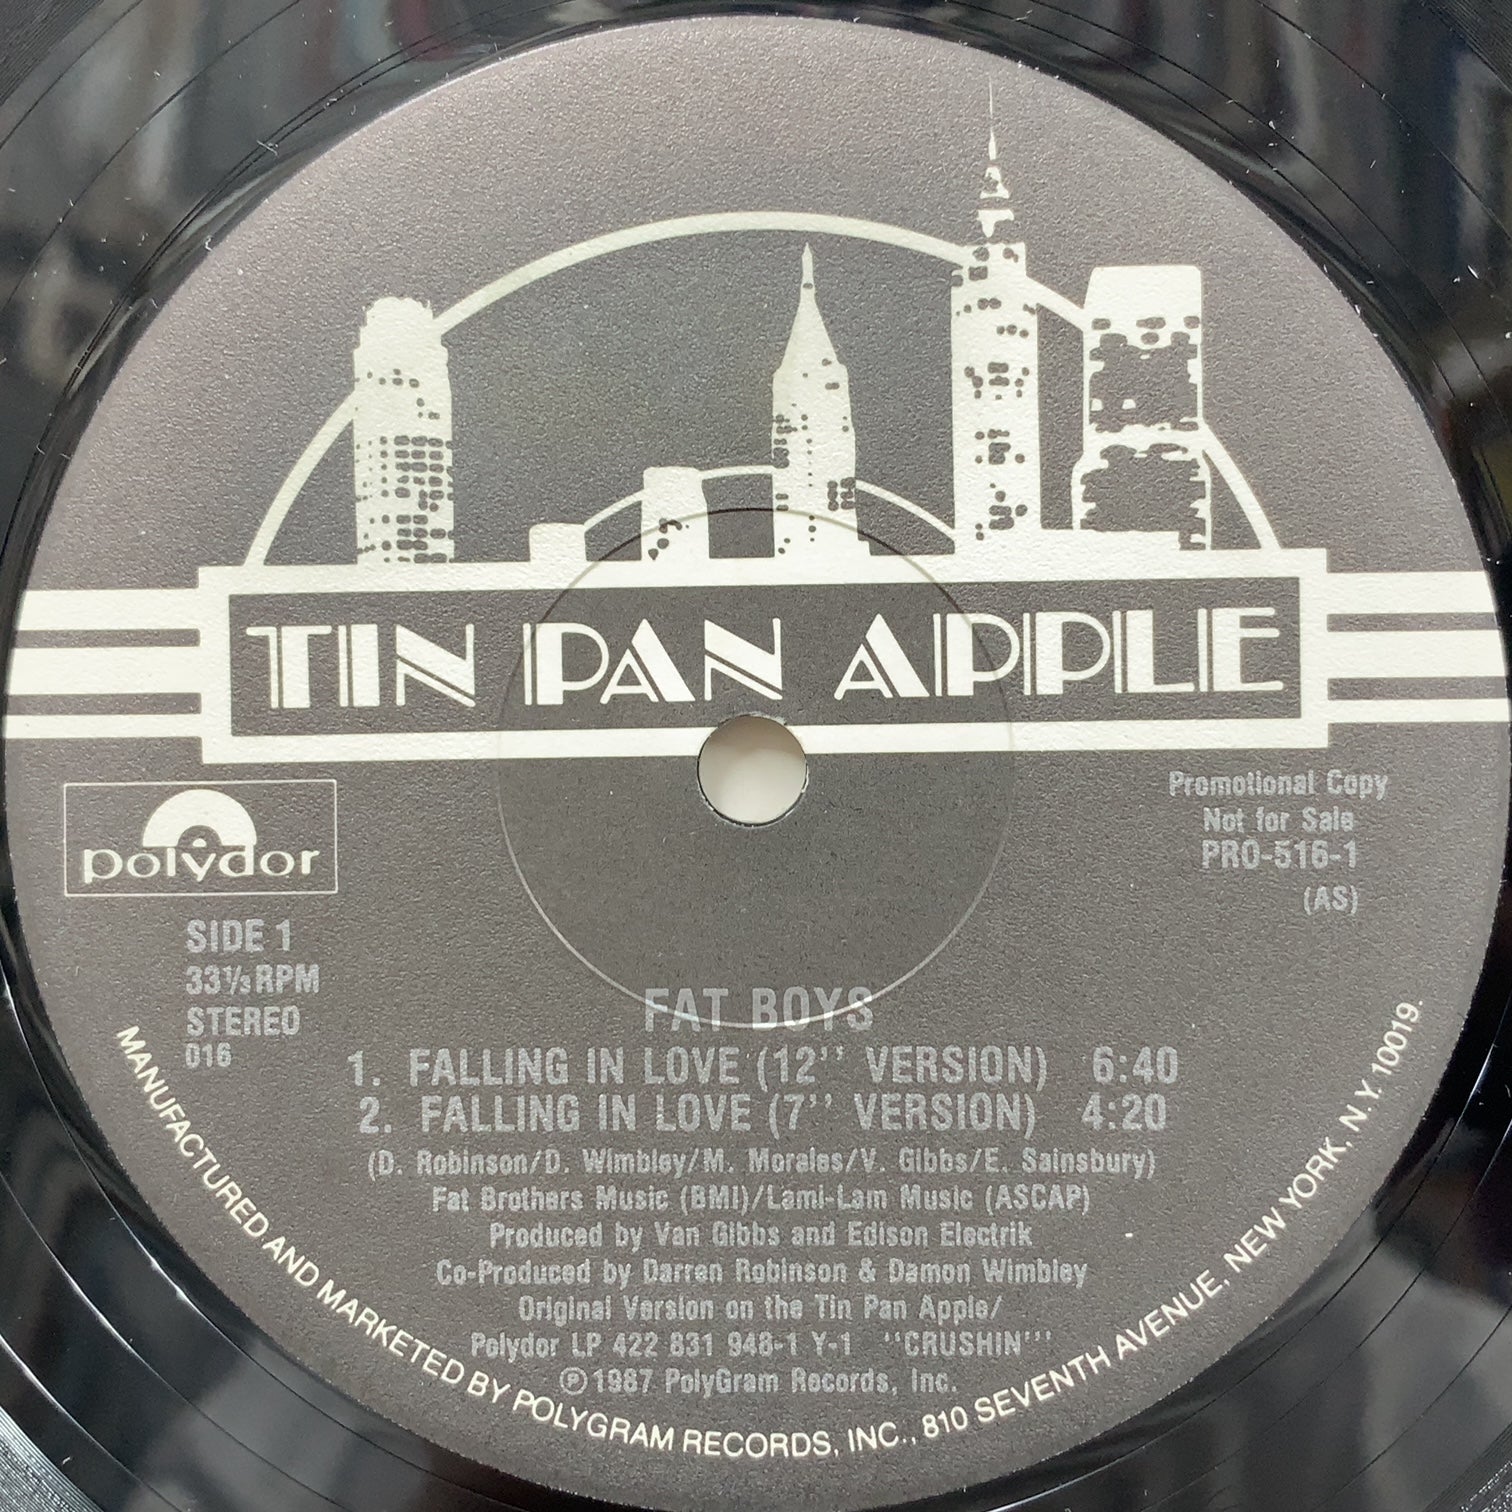 TIN PAN APPLE
polydor
Promotional Copy
Not for Sale
PRO-516-1
(AS)
SIDE 1
33⅓ RPM
STEREO
016
FAT BOYS
1. FALLING IN LOVE (12'' VERSION) 6:40
2. FALLING IN LOVE (7'' VERSION) 4:20
(D. Robinson/D. Wimbley/M. Morales/V. Gibbs/E. Sainsbury)
Fat Brothers Music (BMI)/Lami-Lam Music (ASCAP)
Produced by Van Gibbs and Edison Electrik
Co-Produced by Darren Robinson & Damon Wimbley
Original Version on the Tin Pan Apple/
Polydor LP 422 831 948-1 Y-1 ''CRUSHIN'''
℗ 1987 PolyGram Records, Inc.
MANUFACTURED AND MARKETED BY POLYGRAM RECORDS, INC., 810 SEVENTH AVENUE, NEW YORK, N.Y. 10019.